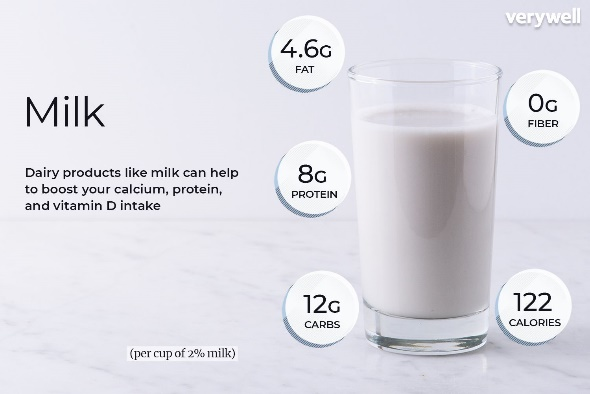 verywell
Milk
Dairy products like milk can help
to boost your calcium, protein,
and vitamin D intake
4.6G
FAT
0G
FIBER
8G
PROTEIN
12G
CARBS
122
CALORIES
(per cup of 2% milk)